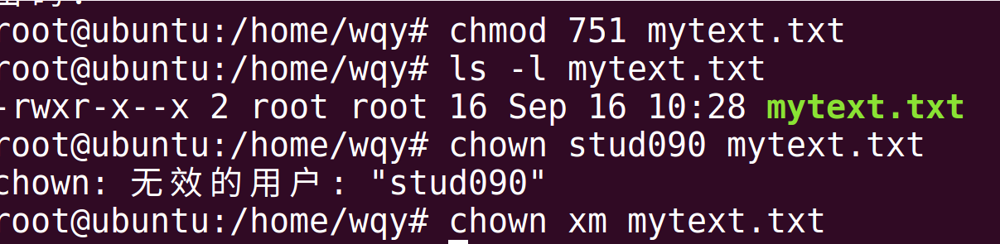 root@ubuntu:/home/wqy# chmod 751 mytext.txt
root@ubuntu:/home/wqy# ls -l mytext.txt
-rwxr-x--x 2 root root 16 Sep 16 10:28 mytext.txt
root@ubuntu:/home/wqy# chown stud090 mytext.txt
chown: 无效的用户: "stud090"
root@ubuntu:/home/wqy# chown xm mytext.txt